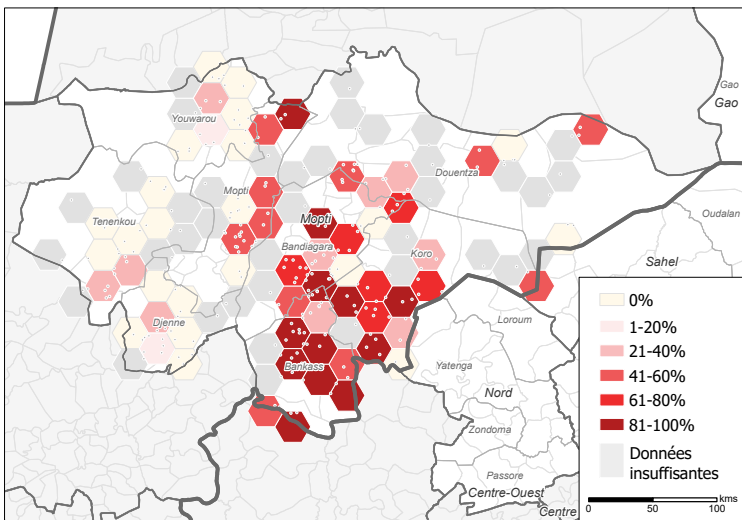 Gao
Gao
Youwarou
Douentza
Mopti
Tenenkou
Mopti
Oudalan
Bandiagara
Koro
Sahel
Djenne
Loroum
Bankass
Yatenga
Nord
Zondoma
Passore
Centre-Ouest
Centre
0%
1-20%
21-40%
41-60%
61-80%
81-100%
Données
insuffisantes
kms
0 50 100